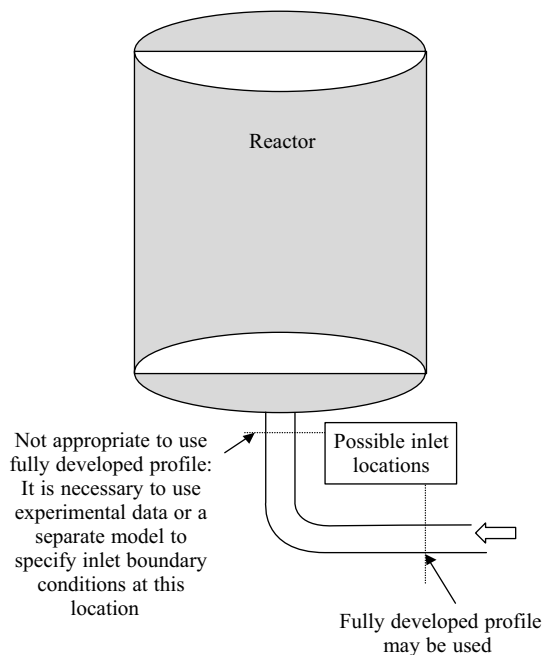 Reactor
Not appropriate to use
fully developed profile:
It is necessary to use
experimental data or a
separate model to
specify inlet boundary
conditions at this
location
Possible inlet
locations
Fully developed profile
may be used